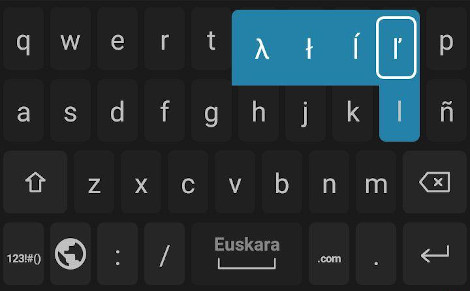 q w e r t λ ł ĺ ľ p
a s d f g h j k l ñ
z x c v b n m
123!#() : / Euskara .com .